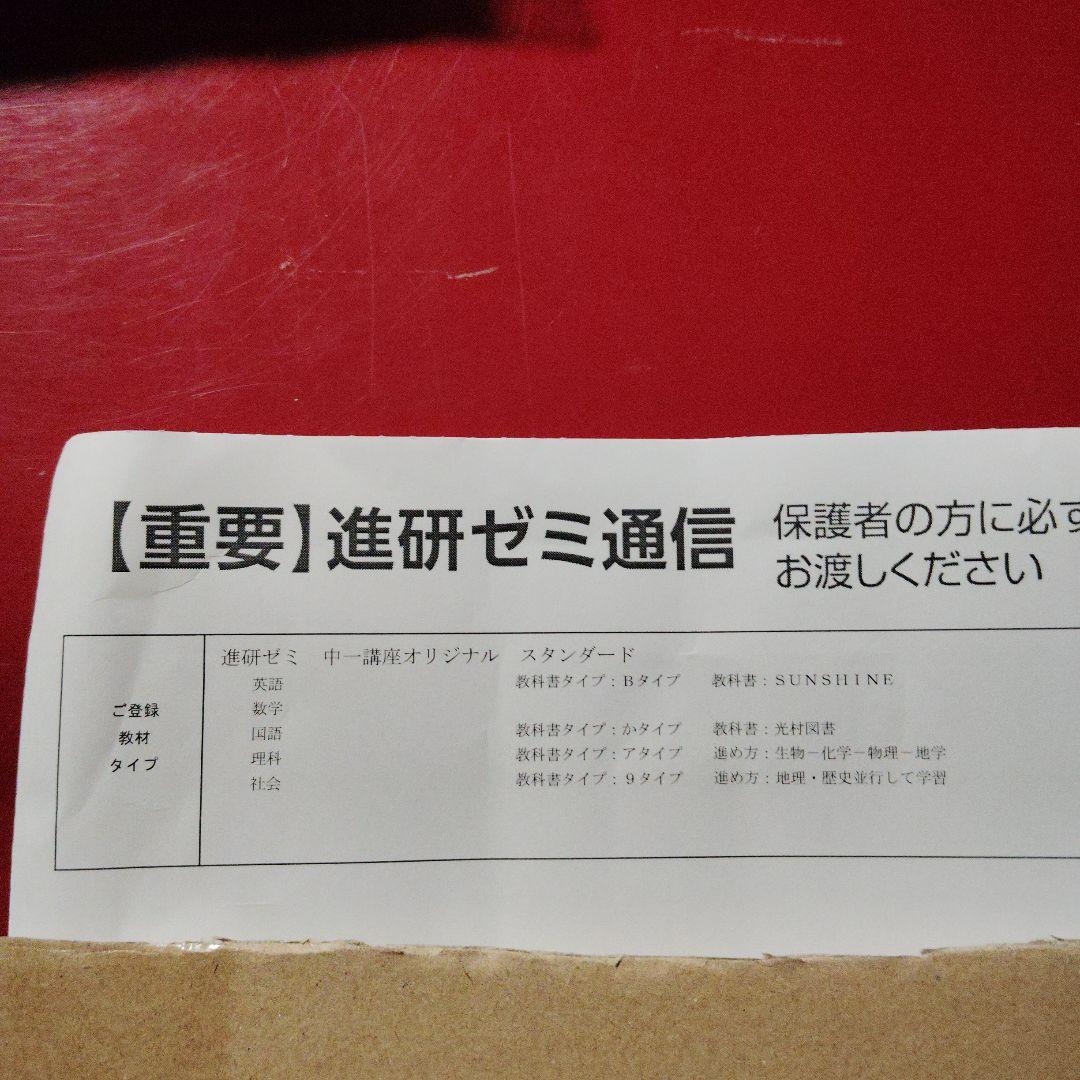 【重要】進研ゼミ通信 保護者の方に必ず
お渡しください
ご登録
教材
タイプ
進研ゼミ 中一講座オリジナル スタンダード
英語 教科書タイプ:Bタイプ 教科書:SUNSHINE
数学
国語 教科書タイプ:かタイプ 教科書:光村図書
理科 教科書タイプ:アタイプ 進め方:生物－化学－物理－地学
社会 教科書タイプ:9タイプ 進め方:地理・歴史並行して学習